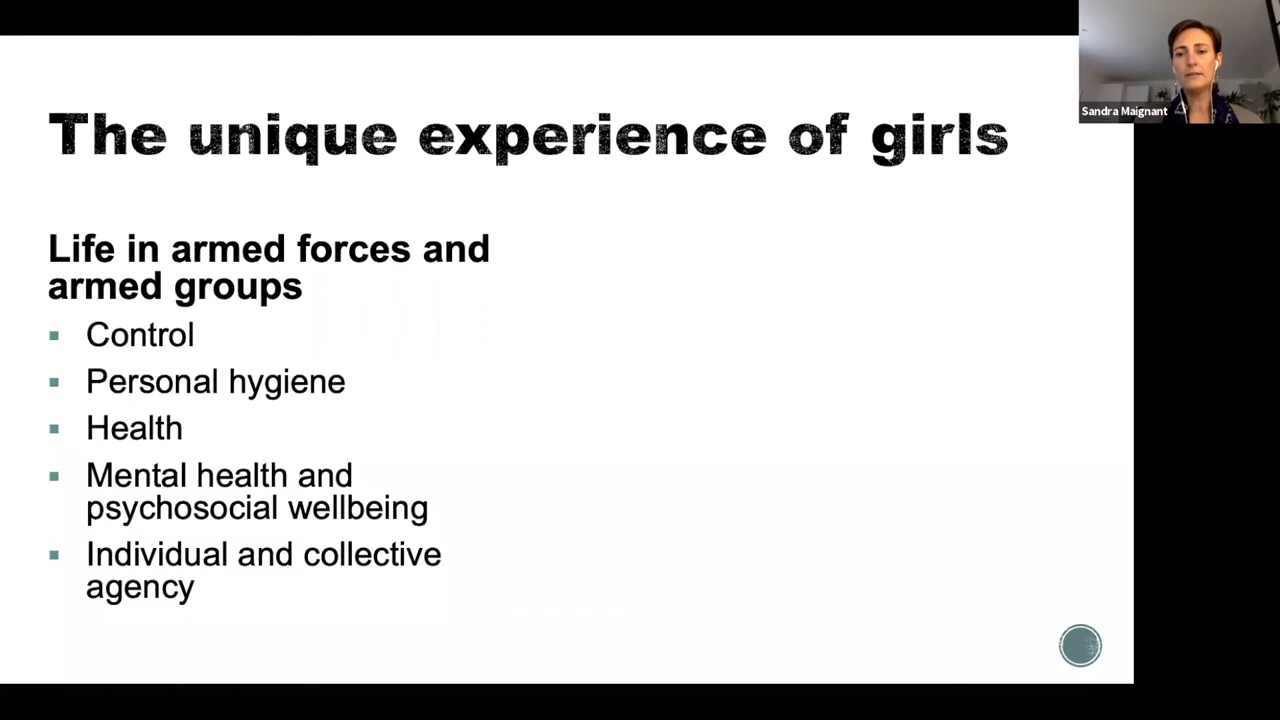 The unique experience of girls
Sandra Maignant
Life in armed forces and
armed groups
▪ Control
▪ Personal hygiene
▪ Health
▪ Mental health and
psychosocial wellbeing
▪ Individual and collective
agency